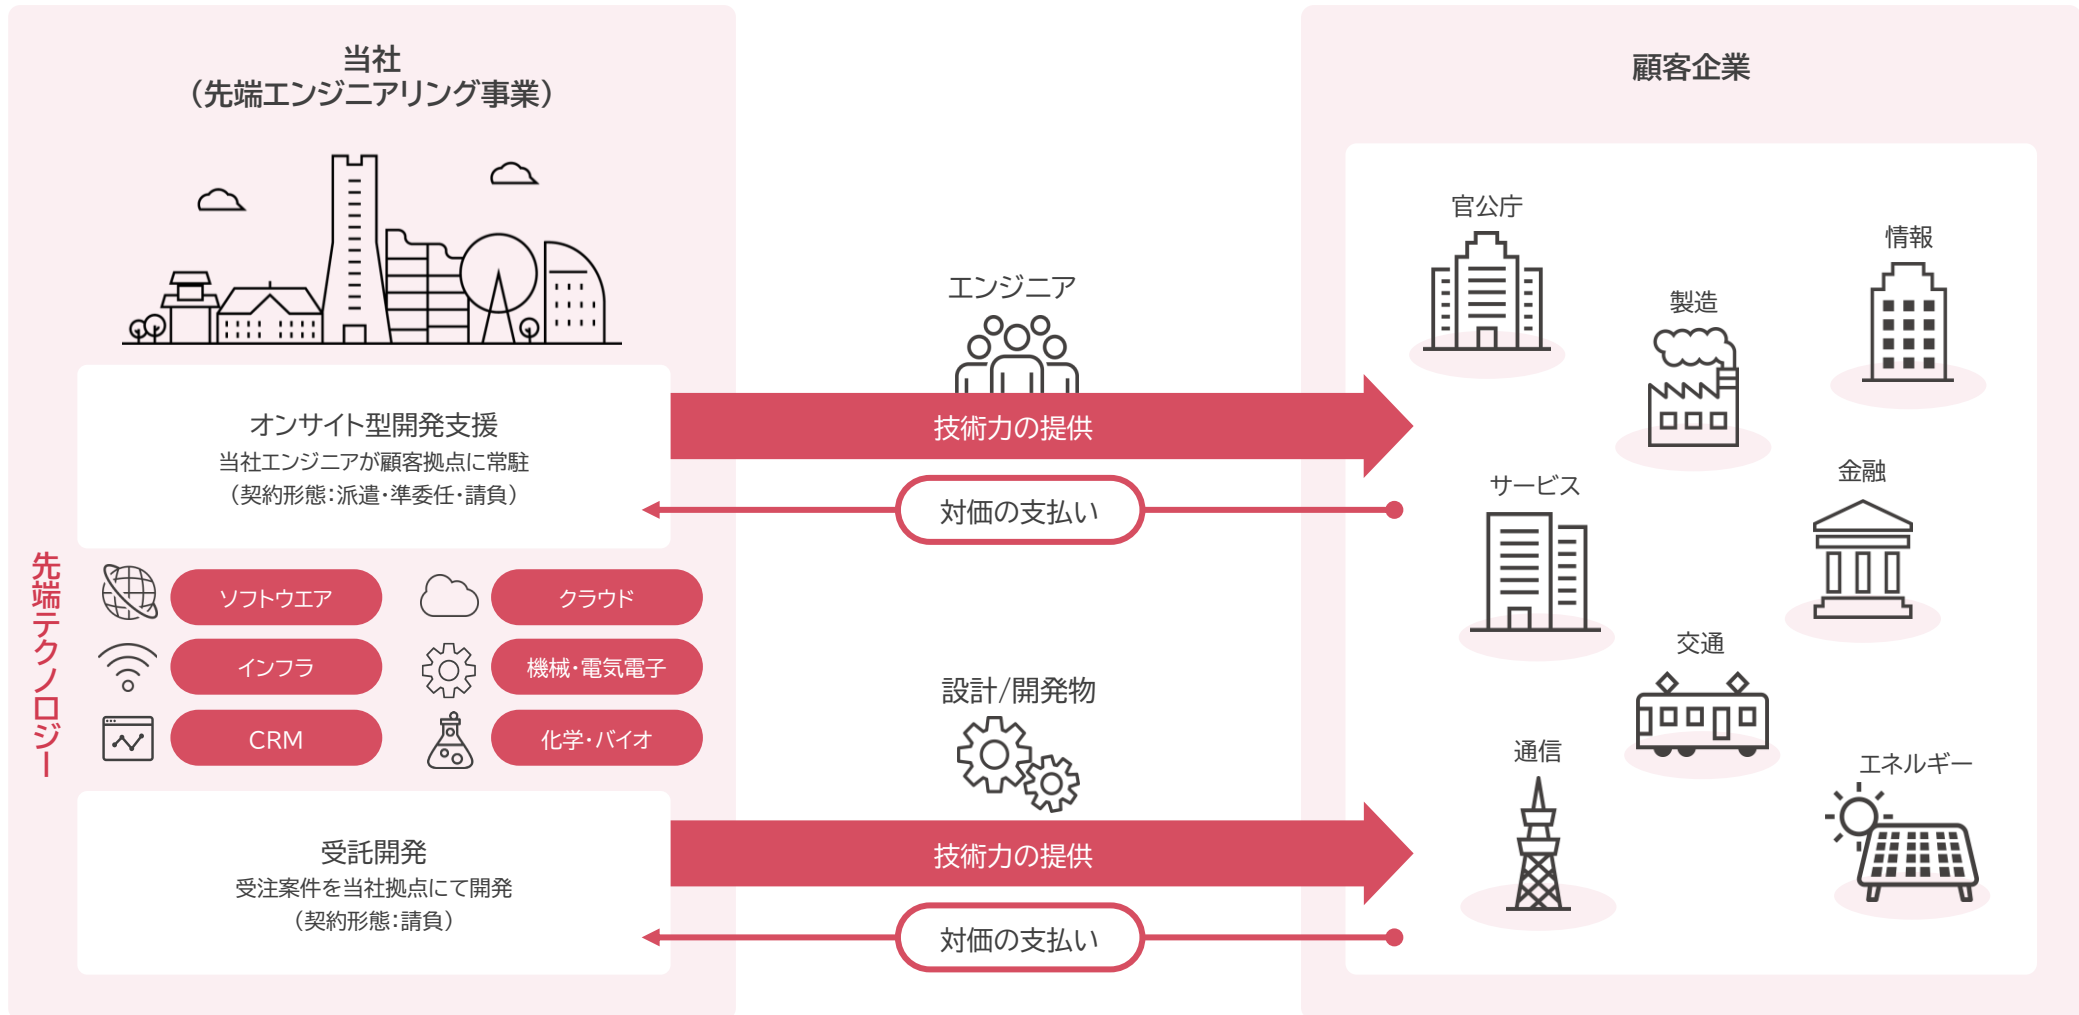 当社
（先端エンジニアリング事業）
オンサイト型開発支援
当社エンジニアが顧客拠点に常駐
（契約形態：派遣・準委任・請負）
先端テクノロジー
ソフトウエア
クラウド
インフラ
機械・電気電子
CRM
化学・バイオ
受託開発
受注案件を当社拠点にて開発
（契約形態：請負）
エンジニア
技術力の提供
対価の支払い
設計/開発物
技術力の提供
対価の支払い
顧客企業
官公庁
情報
製造
サービス
金融
交通
通信
エネルギー